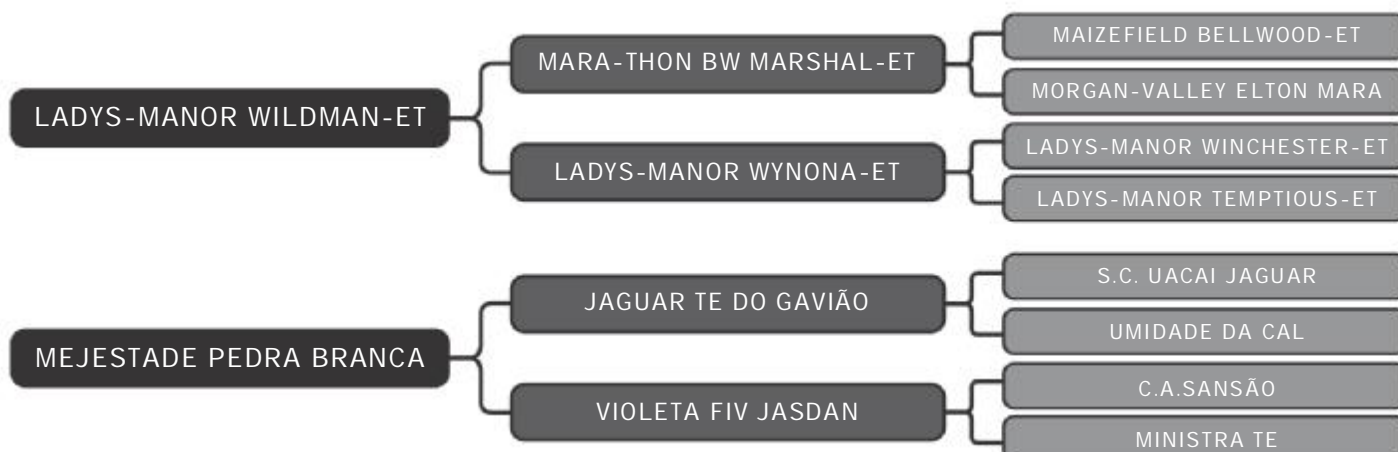 LADYS-MANOR WILDMAN-ET
MARA-THON BW MARSHAL-ET
MAIZEFIELD BELLWOOD-ET
MORGAN-VALLEY ELTON MARA
LADYS-MANOR WYNONA-ET
LADYS-MANOR WINCHESTER-ET
LADYS-MANOR TEMPTIOUS-ET
MEJESTADE PEDRA BRANCA
JAGUAR TE DO GAVIÃO
S.C. UACAI JAGUAR
UMIDADE DA CAL
VIOLETA FIV JASDAN
C.A.SANSÃO
MINISTRA TE